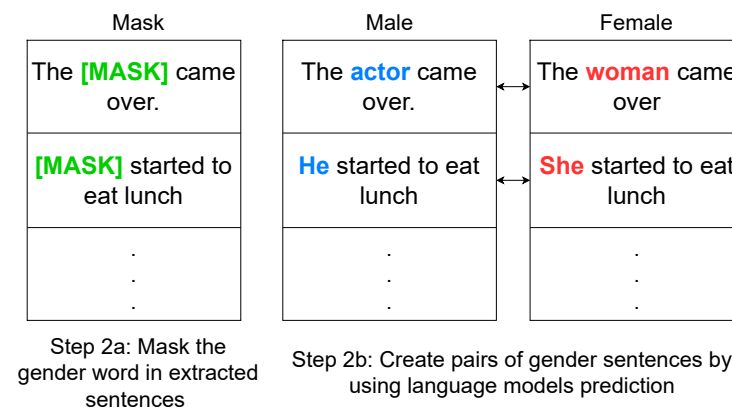 Mask
The [MASK] came
over.
[MASK] started to
eat lunch
.
.
.
Step 2a: Mask the
gender word in extracted
sentences
Male
The actor came
over.
He started to eat
lunch
.
.
.
Female
The woman came
over
She started to eat
lunch
.
.
.
Step 2b: Create pairs of gender sentences by
using language models prediction